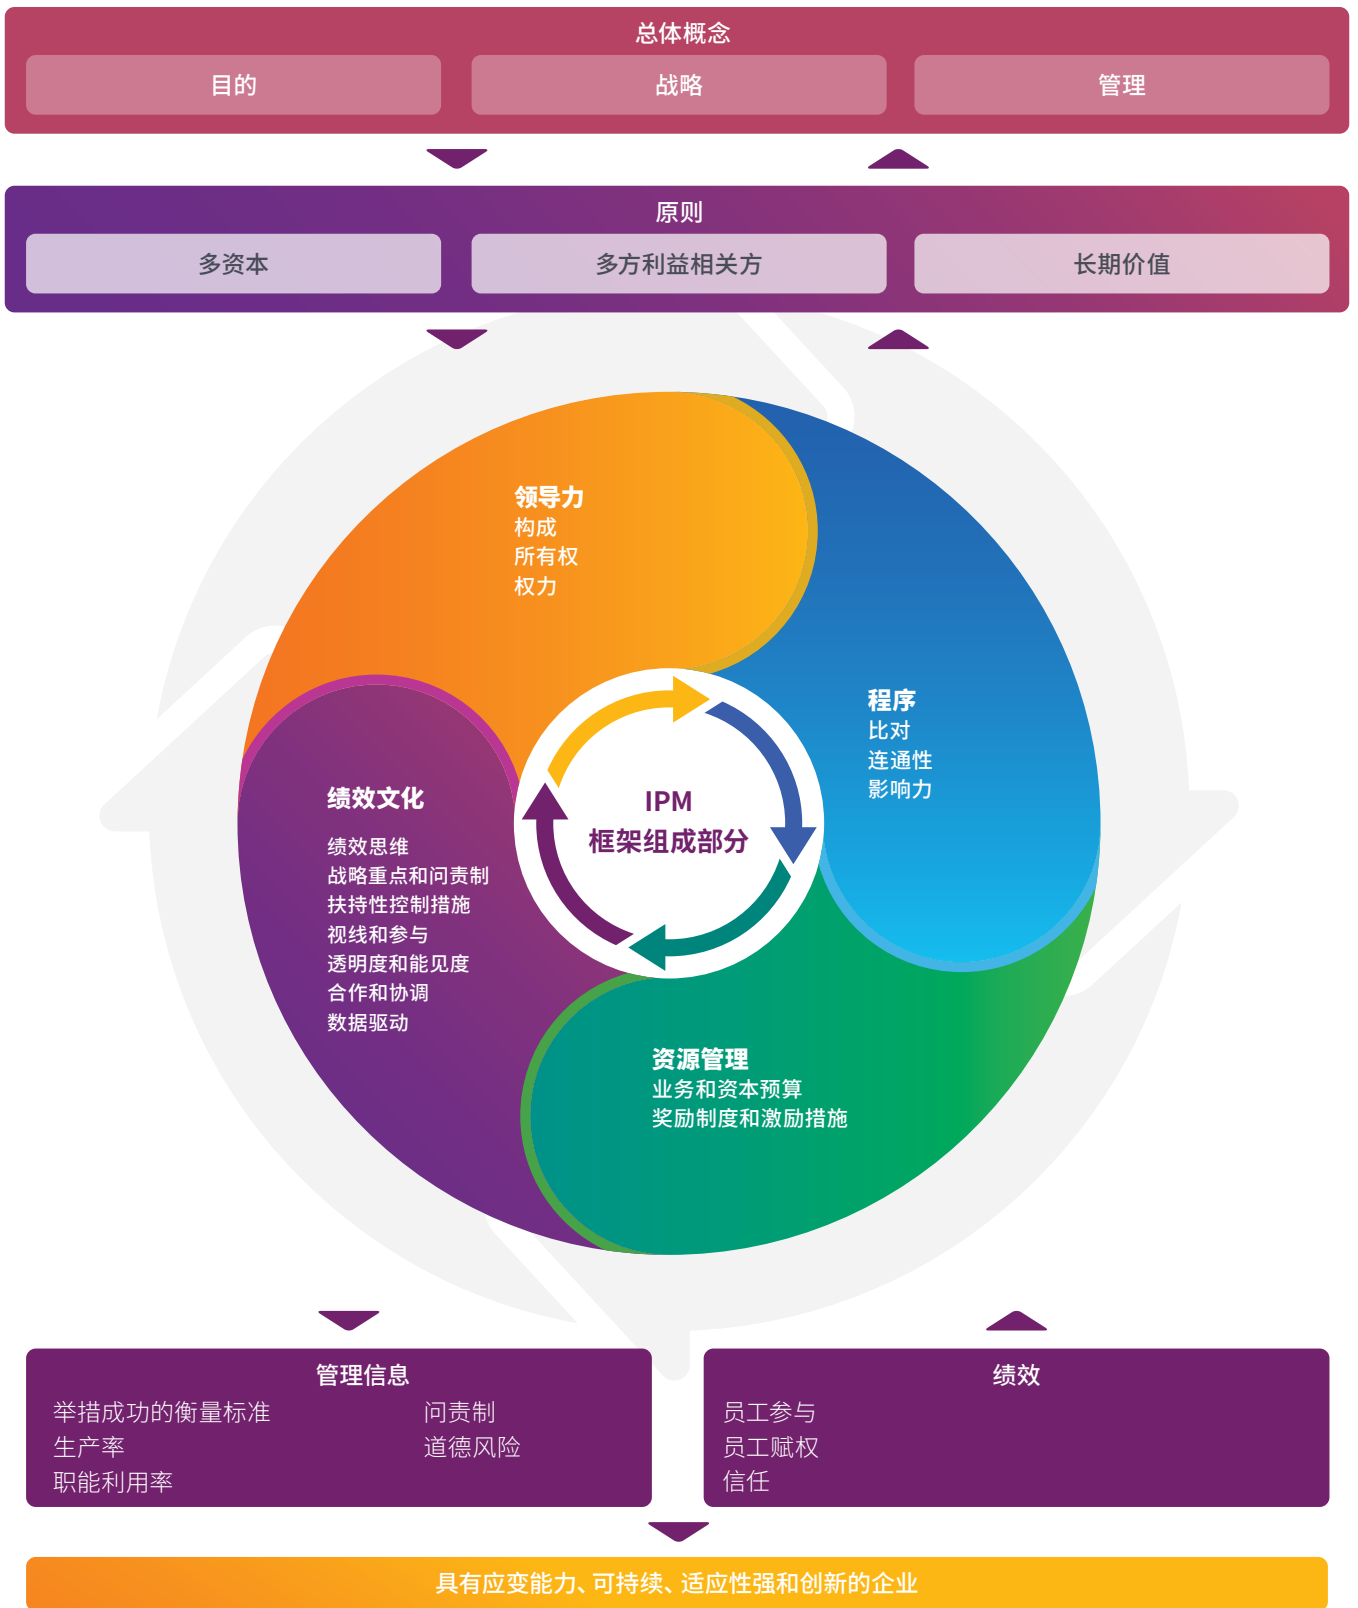 总体概念
目的
战略
管理
原则
多资本
多方利益相关方
长期价值
领导力
构成
所有权
权力
程序
比对
连通性
影响力
绩效文化
绩效思维
战略重点和问责制
扶持性控制措施
视线和参与
透明度和能见度
合作和协调
数据驱动
IPM
框架组成部分
资源管理
业务和资本预算
奖励制度和激励措施
管理信息
举措成功的衡量标准
生产率
职能利用率
问责制
道德风险
绩效
员工参与
员工赋权
信任
具有应变能力、可持续、适应性强和创新的企业